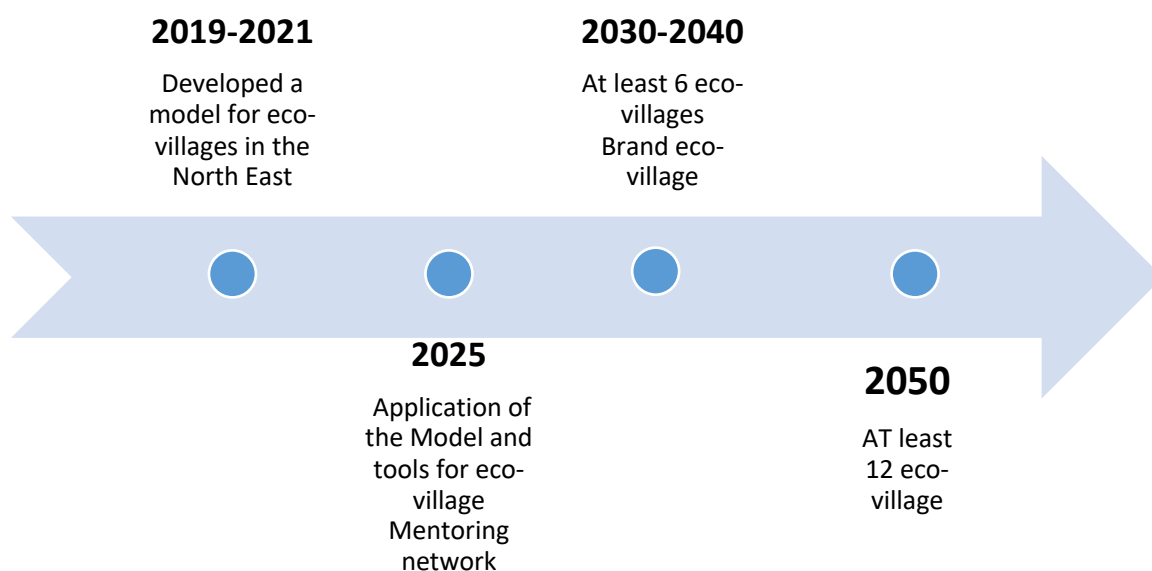 2019-2021
Developed a
model for eco-
villages in the
North East
2025
Application of
the Model and
tools for eco-
village
Mentoring
network
2030-2040
At least 6 eco-
villages
Brand eco-
village
2050
AT least
12 eco-
village